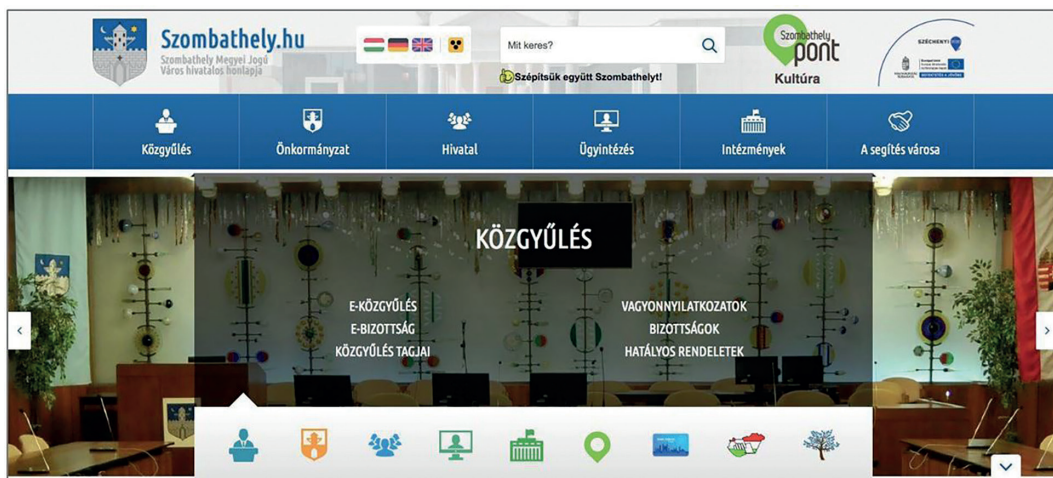 Szombathely.hu
Szombathely Megyei Jogú
Város hivatalos honlapja
Mit keres?
Szépítsük együtt Szombathelyt!
Szombathely
pont
Kultúra
SZÉCHENYI
Közgyűlés
Önkormányzat
Hivatal
Ügyintézés
Intézmények
A segítés városa
KÖZGYŰLÉS
E-KÖZGYŰLÉS
E-BIZOTTSÁG
KÖZGYŰLÉS TAGJAI
VAGYONNYILATKOZATOK
BIZOTTSÁGOK
HATÁLYOS RENDELETEK